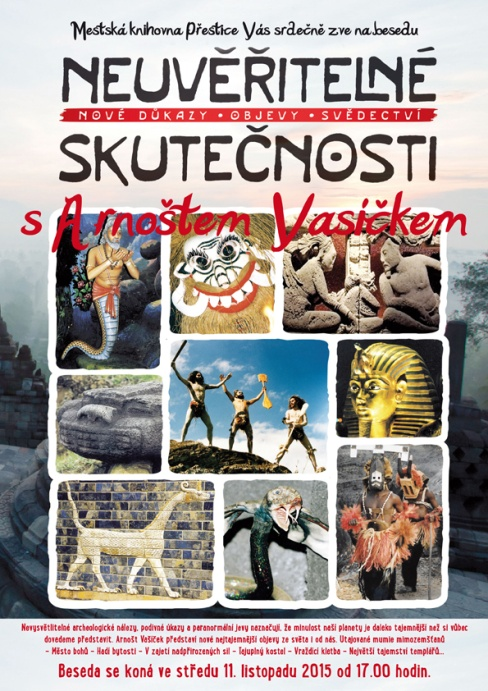 Městská knihovna Přeštice Vás srdečně zve na besedu
NEUVĚŘITELNÉ
NOVÉ DŮKAZY • OBJEVY • SVĚDECTVÍ
SKUTEČNOSTI
s Arnoštem Vasičkem
Nevysvětlitelné archeologické nálezy, podivné úkazy a paranormální jevy naznačují, že minulost naší planety je daleko tajemnější než si vůbec
dovedeme představit. Arnošt Vašíček představí nové nejtajemnější objevy ze světa i od nás. Utajované mumie mimozemšťanů
- Město bohů - Hadí bytosti - V zajetí nadpřirozených sil - Tajuplný kostel - Vraždící kletba - Největší tajemství templářů...
Beseda se koná ve středu 11. listopadu 2015 od 17.00 hodin.